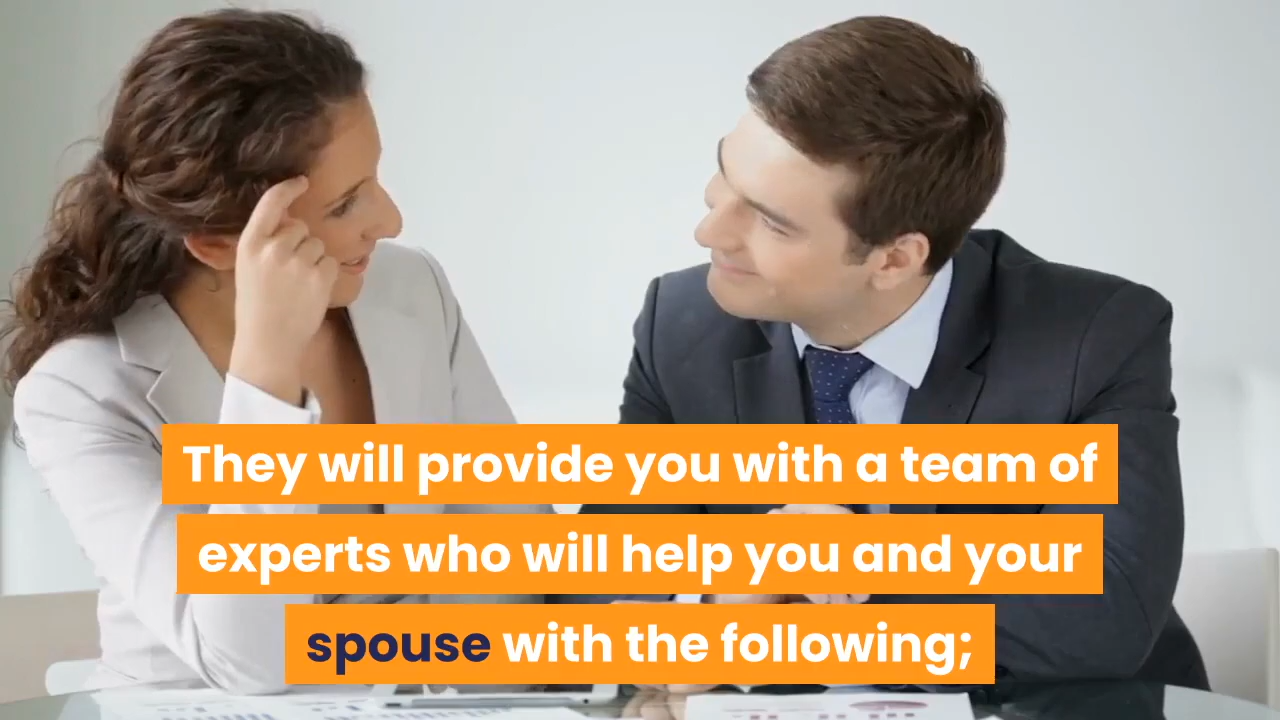 They will provide you with a team of
experts who will help you and your
spouse with the following;